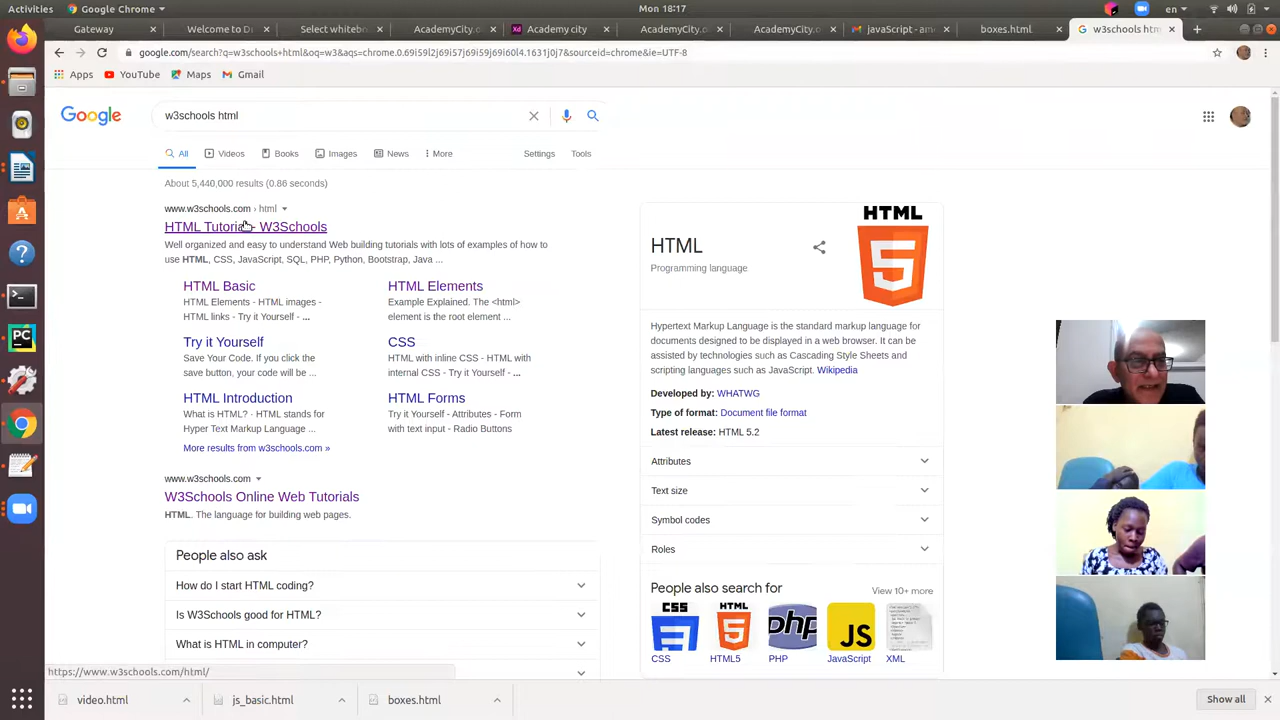 Activities
Google Chrome
Mon 18:17
en
Gateway
AcademyCity.
Select webinar
AcademyCity.
Academy city
AcademyCity.
AcademyCity.
javaScript - am
boxes.html
w3schools htm
google.com/search?q=w3schools+html&oq=w3&aqs=chrome.0.69i59l2j69i57j69i59j69i60l4.1631j0j7&sourceid=chrome&ie=UTF-8
Apps
YouTube
Maps
Gmail
Google
w3schools html
All
Videos
Books
Images
News
More
Settings
Tools
About 5,440,000 results (0.86 seconds)
www.w3schools.com › html
HTML Tutorial - W3Schools
Well organized and easy to understand Web building tutorials with lots of examples of how to
use HTML, CSS, JavaScript, SQL, PHP, Python, Bootstrap, Java ...
HTML Basic
HTML Elements - HTML images -
HTML links - Try it Yourself - ...
HTML Elements
Example Explained. The <html>
element is the root element ...
Try it Yourself
Save Your Code. If you click the
save button, your code will be ...
CSS
HTML with inline CSS - HTML with
internal CSS - Try it Yourself - ...
HTML Introduction
What is HTML? · HTML stands for
Hyper Text Markup Language ...
HTML Forms
Try it Yourself - Attributes - Form
with text input - Radio Buttons
More results from w3schools.com »
www.w3schools.com
W3Schools Online Web Tutorials
HTML. The language for building web pages.
People also ask
How do I start HTML coding?
Is W3Schools good for HTML?
What is HTML in computer?
HTML
Programming language
HTML
5
Hypertext Markup Language is the standard markup language for
documents designed to be displayed in a web browser. It can be
assisted by technologies such as Cascading Style Sheets and
scripting languages such as JavaScript. Wikipedia
Developed by: WHATWG
Type of format: Document file format
Latest release: HTML 5.2
Attributes
Text size
Symbol codes
Roles
People also search for
View 10+ more
CSS
HTML
php
JS
CSS
HTML5
PHP
JavaScript
XML
https://www.w3schools.com/html/
video.html
js_basic.html
boxes.html
Show all